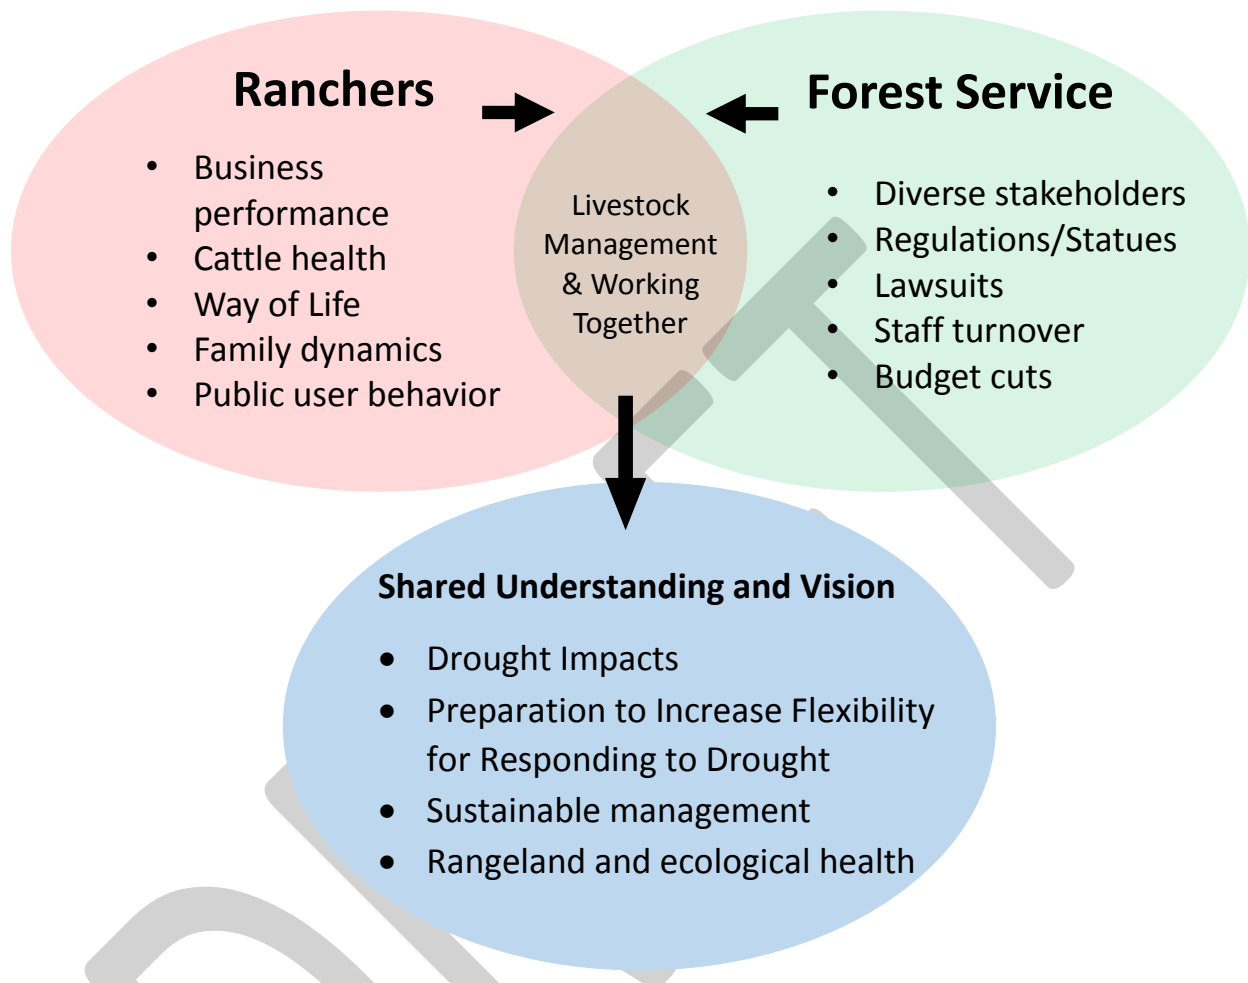 Ranchers
• Business
performance
• Cattle health
• Way of Life
• Family dynamics
• Public user behavior
Livestock
Management
& Working
Together
Forest Service
• Diverse stakeholders
• Regulations/Statues
• Lawsuits
• Staff turnover
• Budget cuts
Shared Understanding and Vision
• Drought Impacts
• Preparation to Increase Flexibility
for Responding to Drought
• Sustainable management
• Rangeland and ecological health